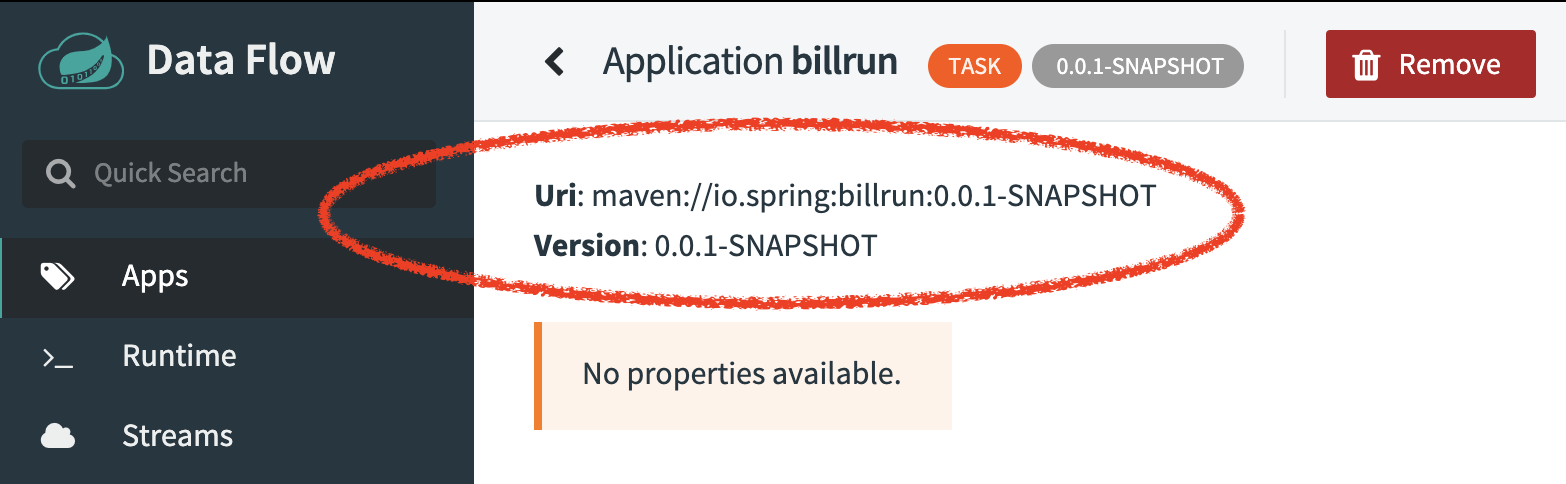 Data Flow
Quick Search
Apps
Runtime
Streams
Application billrun TASK 0.0.1-SNAPSHOT Remove
Uri: maven://io.spring:billrun:0.0.1-SNAPSHOT
Version: 0.0.1-SNAPSHOT
No properties available.